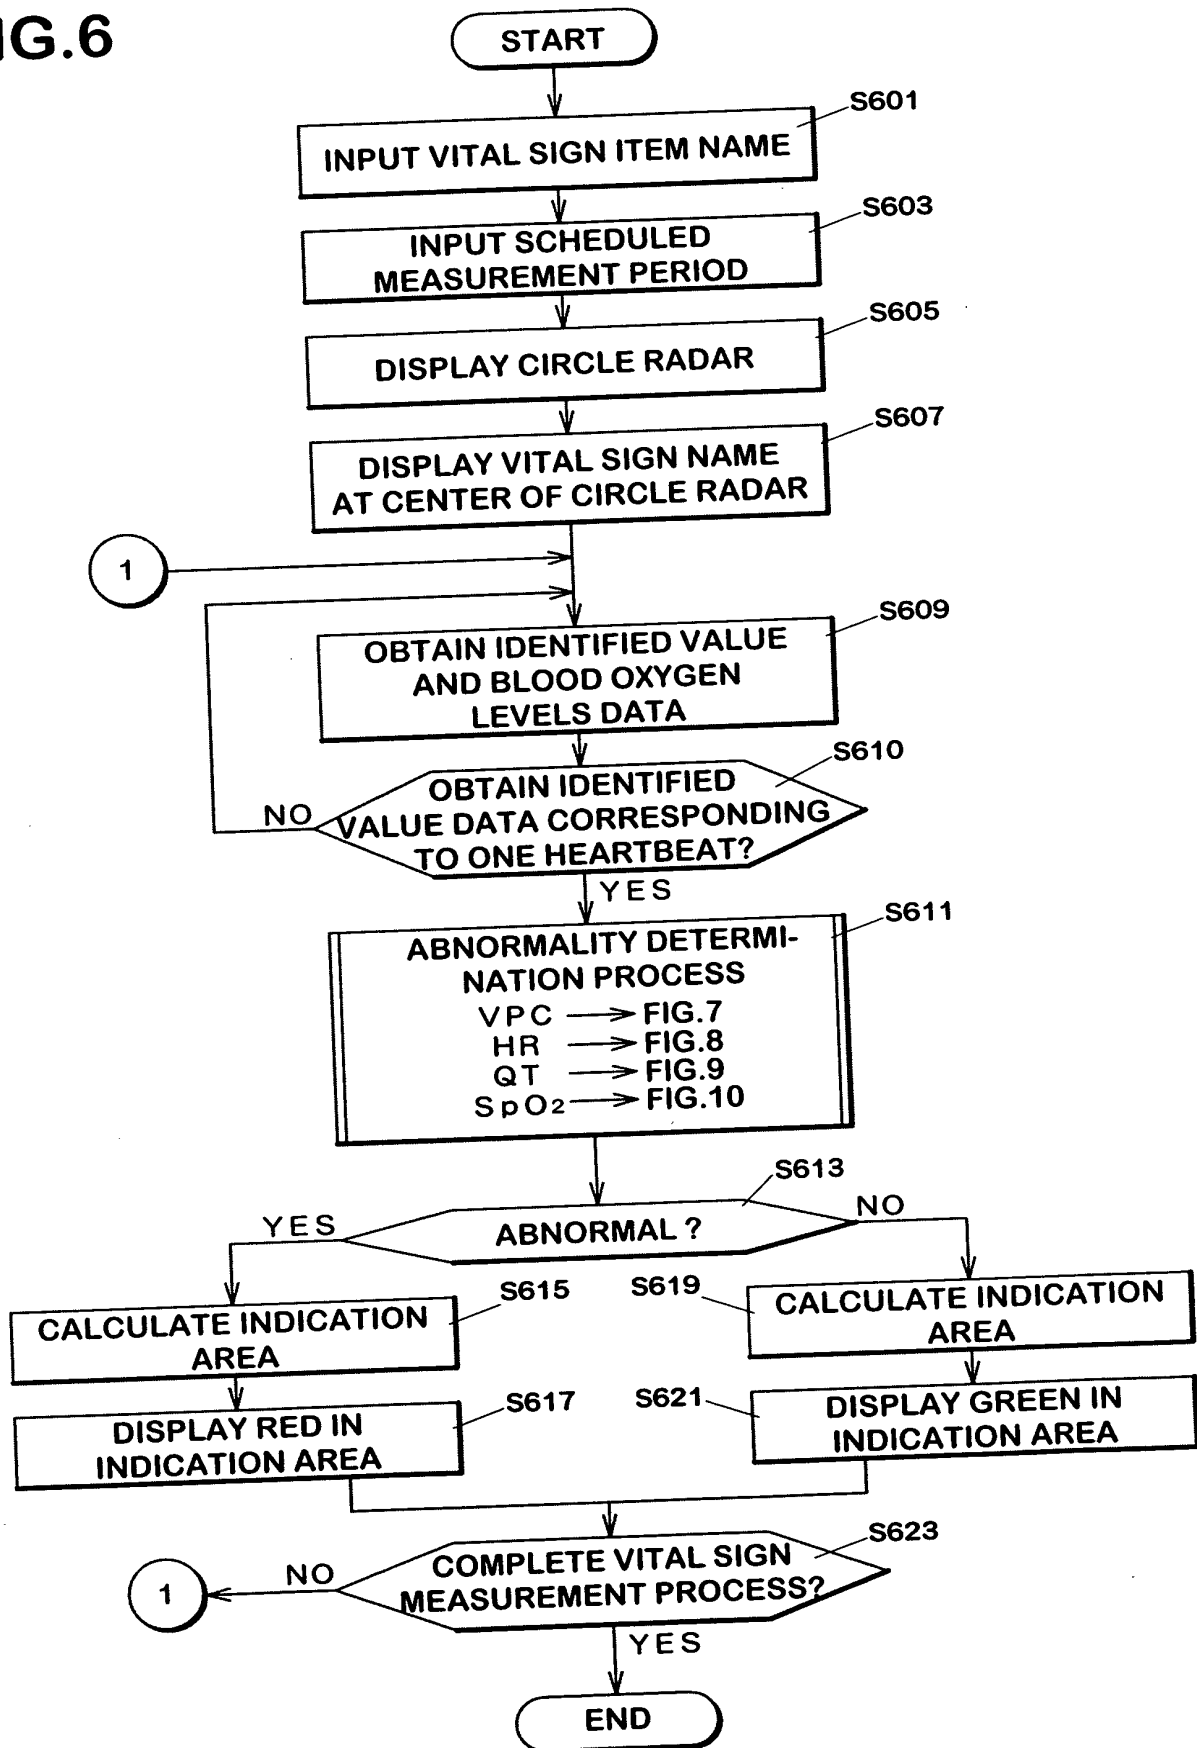 IG.6
START
S601
INPUT VITAL SIGN ITEM NAME
S603
INPUT SCHEDULED
MEASUREMENT PERIOD
S605
DISPLAY CIRCLE RADAR
S607
DISPLAY VITAL SIGN NAME
AT CENTER OF CIRCLE RADAR
1
S609
OBTAIN IDENTIFIED VALUE
AND BLOOD OXYGEN
LEVELS DATA
S610
OBTAIN IDENTIFIED
VALUE DATA CORRESPONDING
TO ONE HEARTBEAT?
NO
YES
S611
ABNORMALITY DETERMI-
NATION PROCESS
VPC → FIG.7
HR → FIG.8
QT → FIG.9
SpO2 → FIG.10
S613
ABNORMAL ?
YES
NO
S615
CALCULATE INDICATION
AREA
S619
CALCULATE INDICATION
AREA
S617
DISPLAY RED IN
INDICATION AREA
S621
DISPLAY GREEN IN
INDICATION AREA
S623
COMPLETE VITAL SIGN
MEASUREMENT PROCESS?
NO
1
YES
END